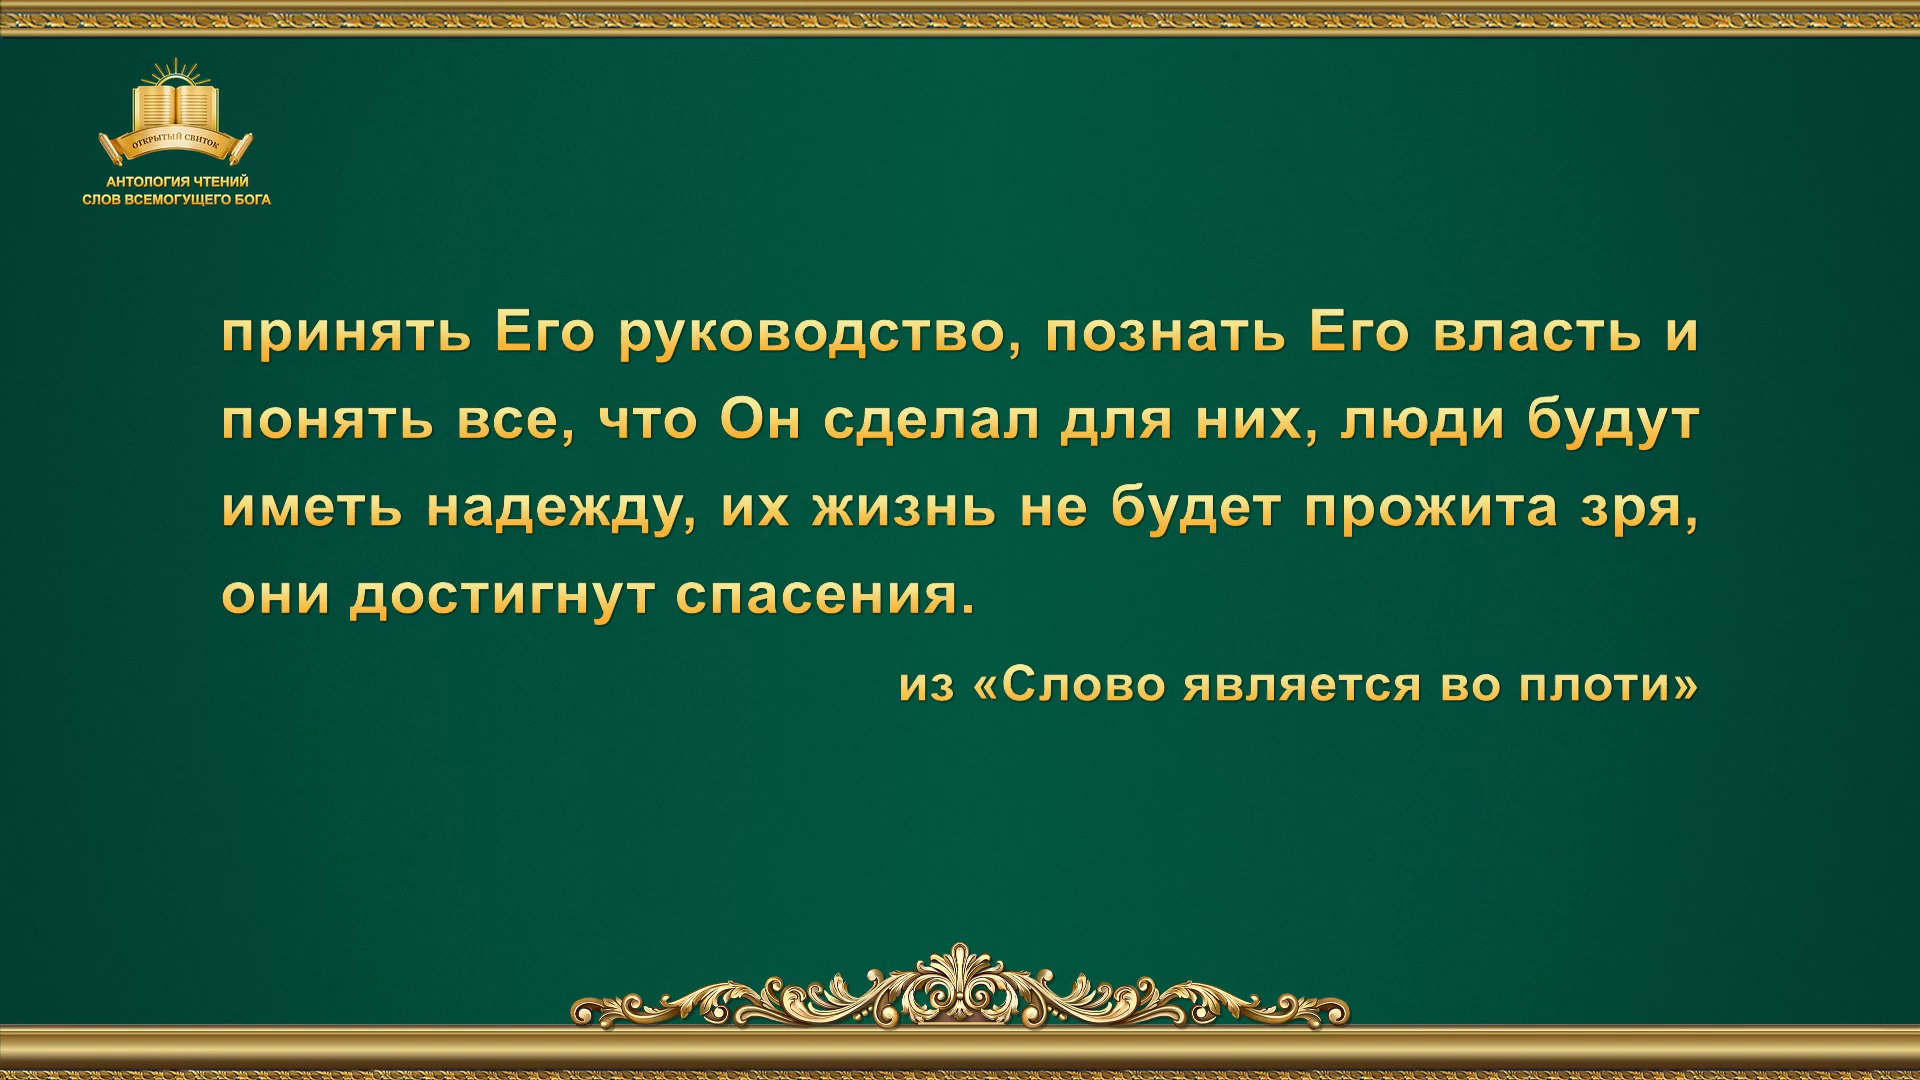 ОТКРЫТЫЙ СВИТОК
АНТОЛОГИЯ ЧТЕНИЙ
СЛОВ ВСЕМОГУЩЕГО БОГА
принять Его руководство, познать Его власть и
понять все, что Он сделал для них, люди будут
иметь надежду, их жизнь не будет прожита зря,
они достигнут спасения.
из «Слово является во плоти»